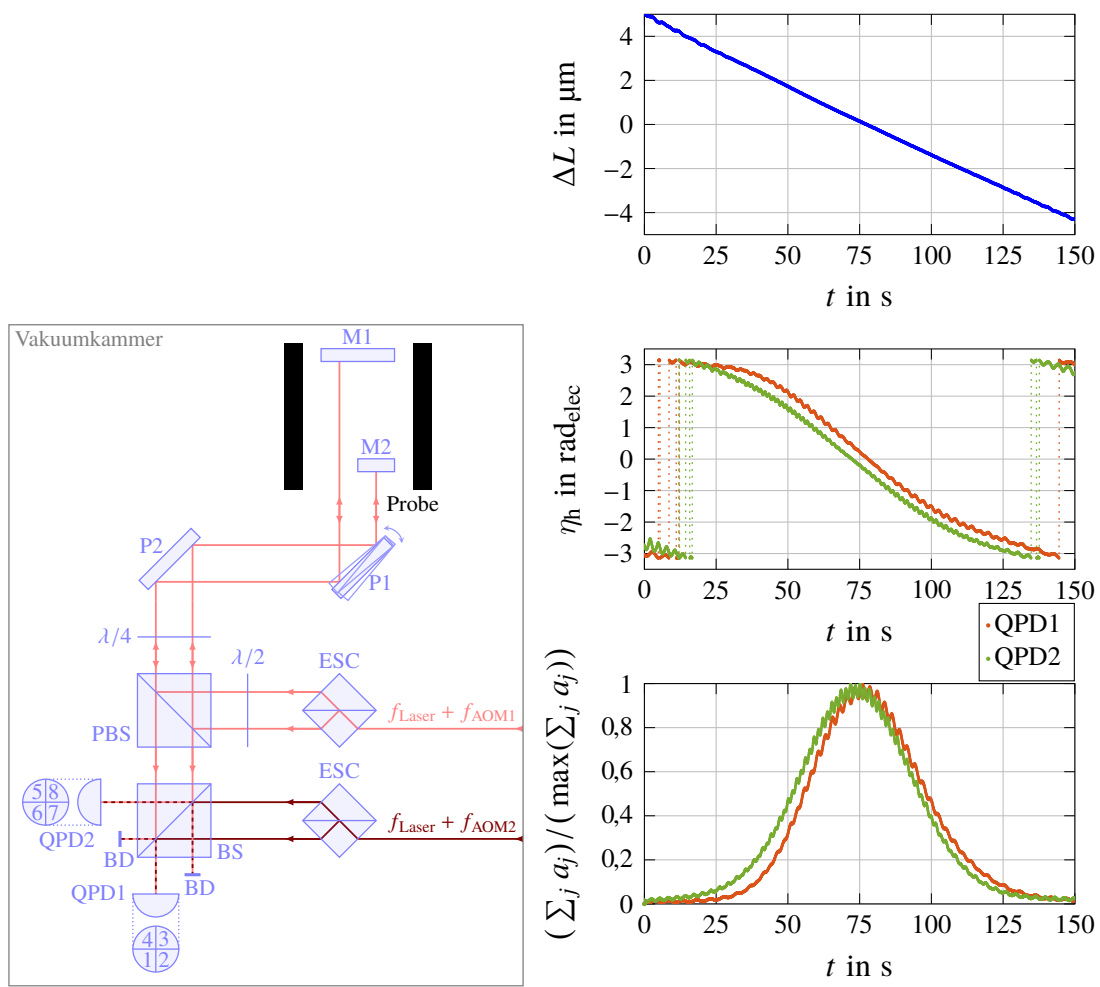 4
2
0
−2
−4
ΔL in µm
0 25 50 75 100 125 150
t in s
Vakuumkammer
M1
M2
Probe
P2
P1
λ/4
λ/2
ESC
f_Laser + f_AOM1
PBS
ESC
5 8
6 7
f_Laser + f_AOM2
QPD2
BD
BS
QPD1
BD
4 3
1 2
3
2
1
0
−1
−2
−3
η_h in rad_elec
0 25 50 75 100 125 150
t in s
QPD1
QPD2
1
0,8
0,6
0,4
0,2
0
(∑_j a_j)/(max(∑_j a_j))
0 25 50 75 100 125 150
t in s